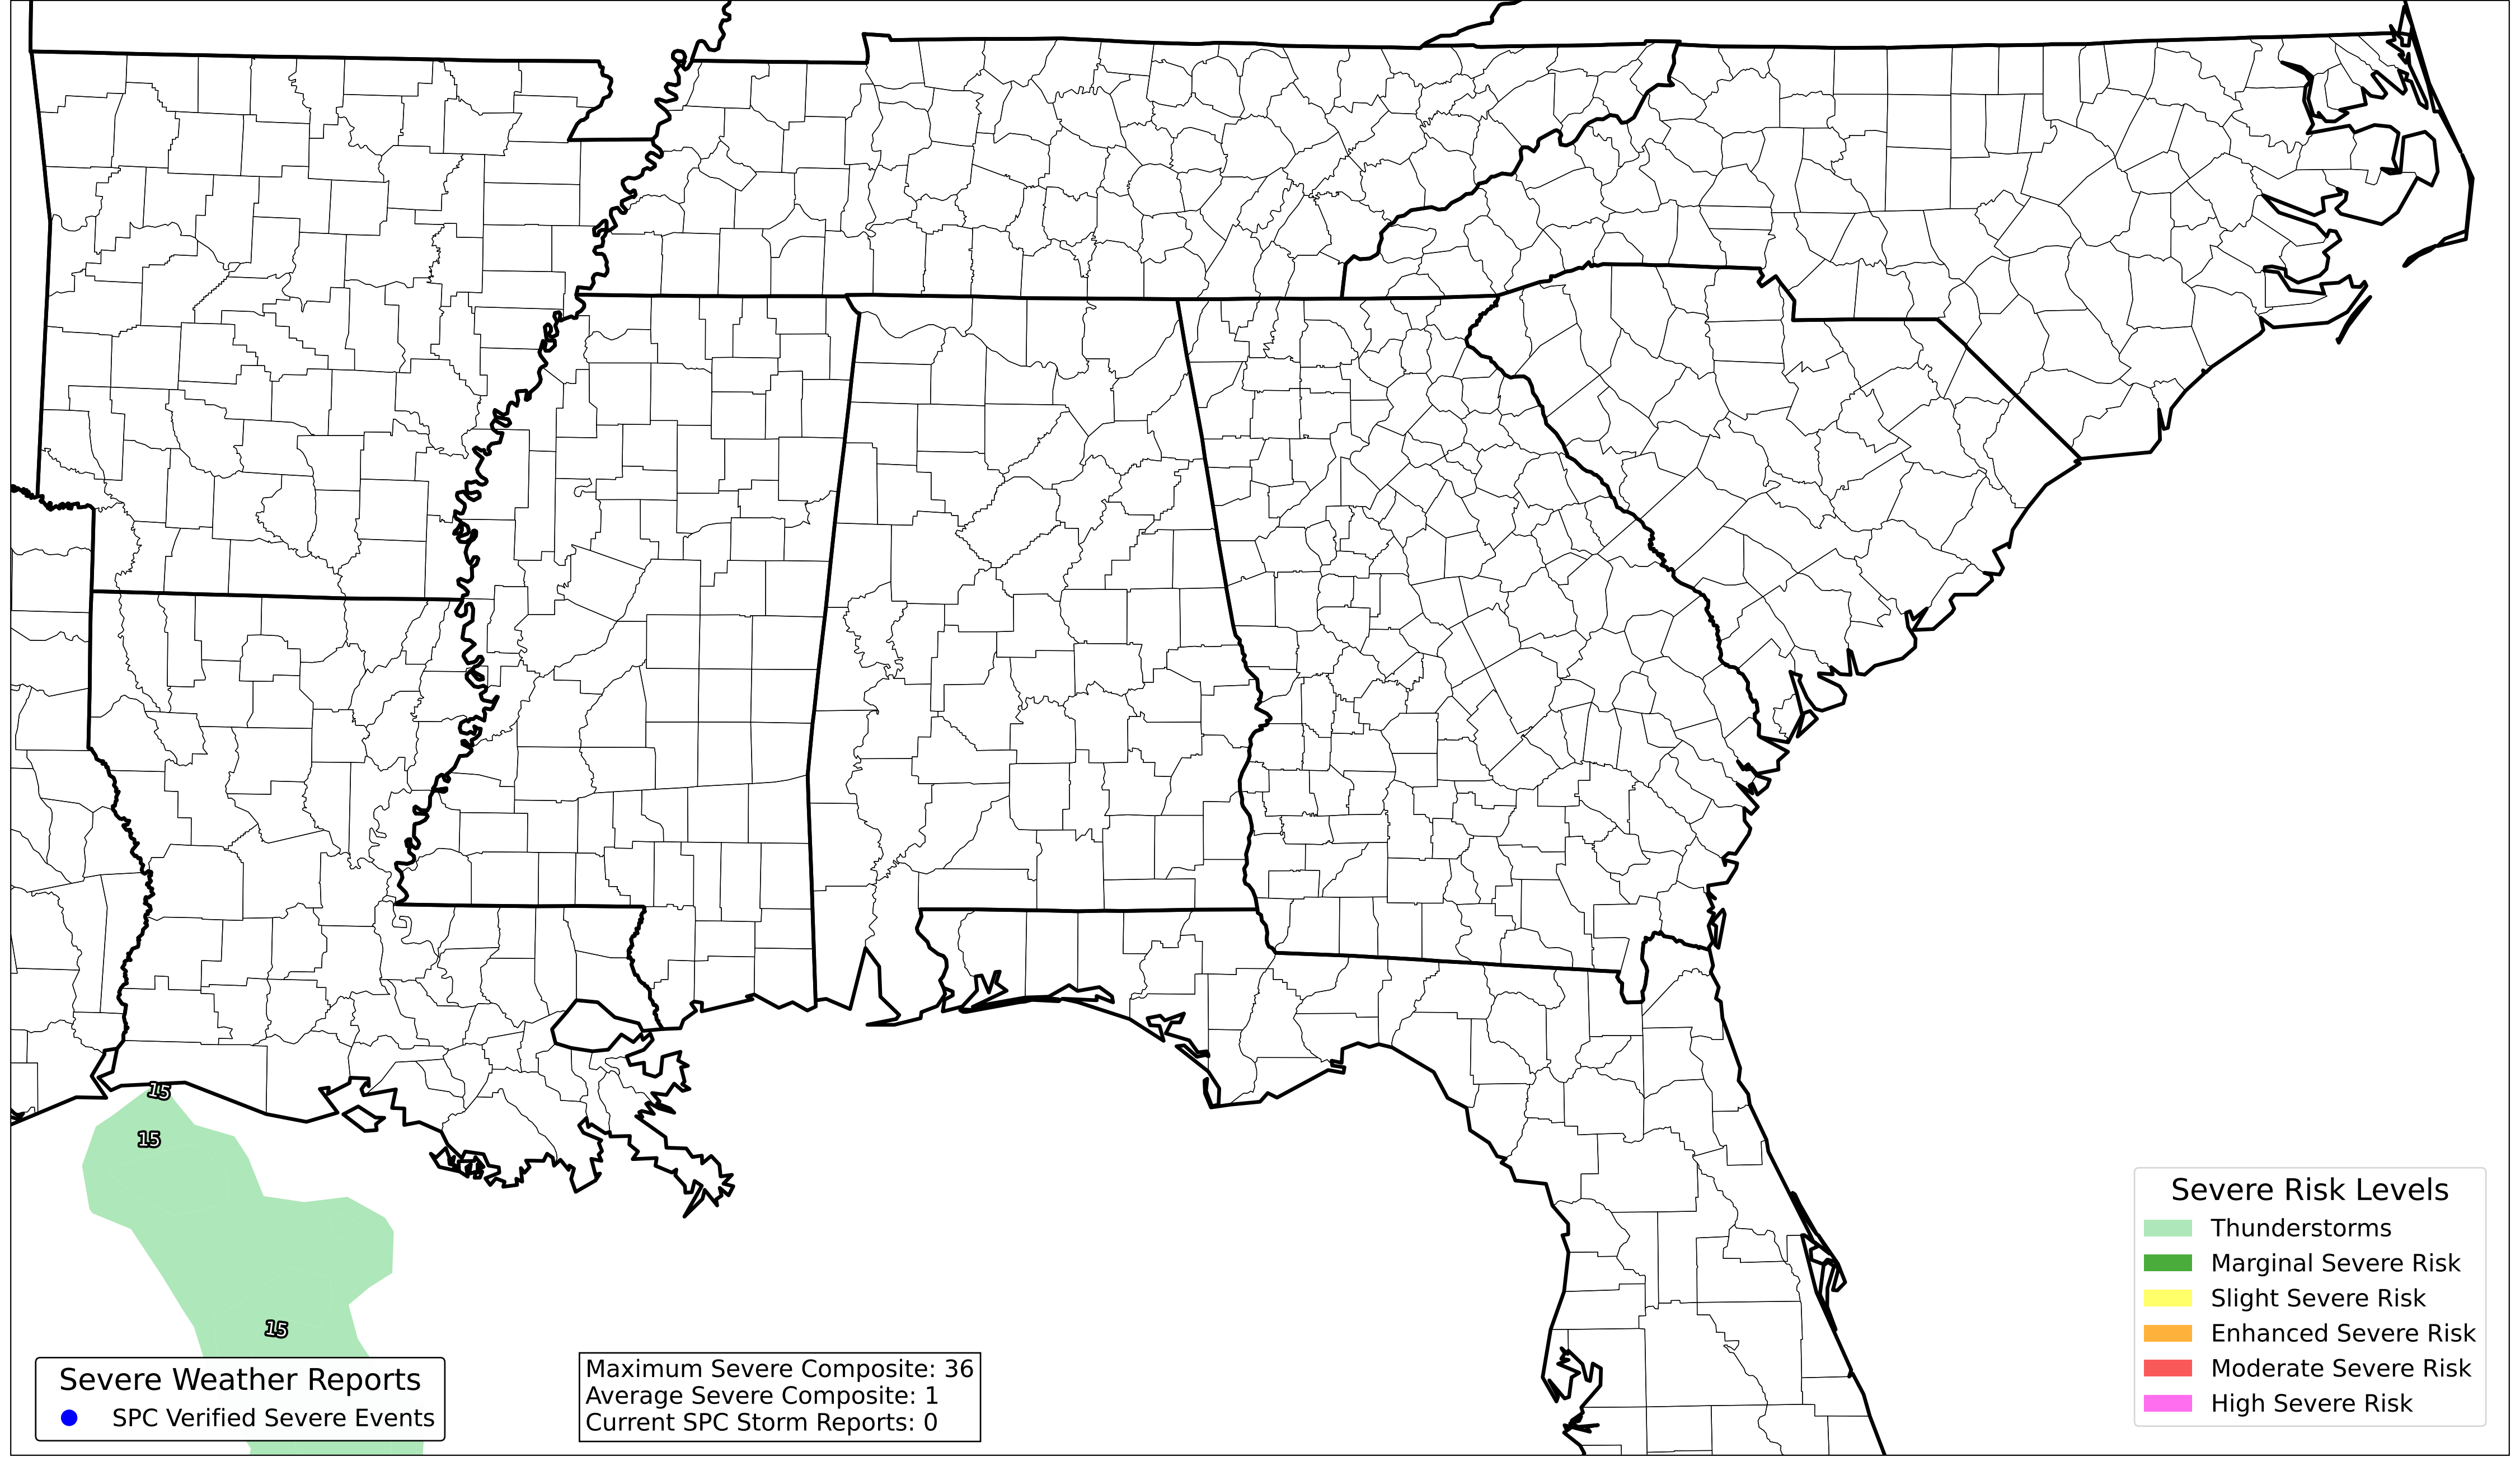 15
15
15
Severe Weather Reports
SPC Verified Severe Events
Maximum Severe Composite: 36
Average Severe Composite: 1
Current SPC Storm Reports: 0
Severe Risk Levels
Thunderstorms
Marginal Severe Risk
Slight Severe Risk
Enhanced Severe Risk
Moderate Severe Risk
High Severe Risk